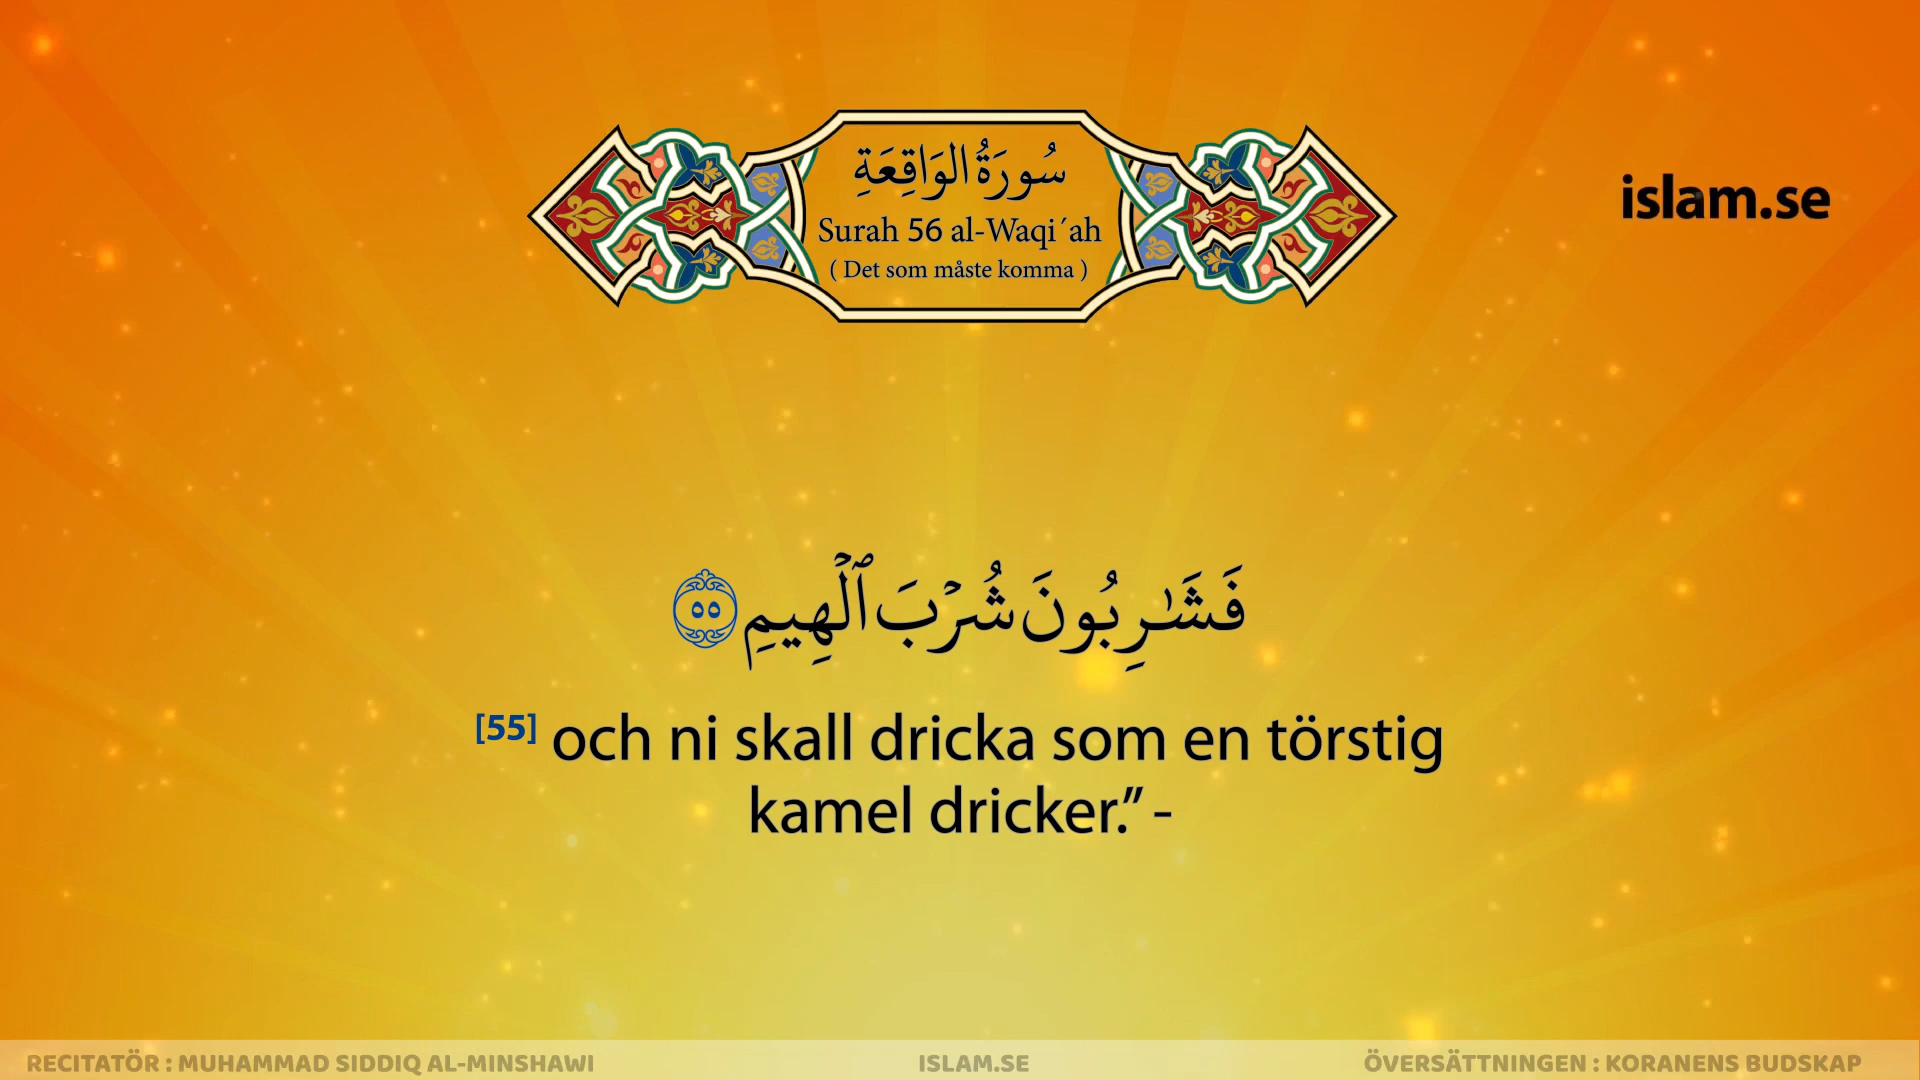 سُورَةُ الوَاقِعَةِ
Surah 56 al-Waqi´ah
( Det som måste komma )
islam.se
فَشَٰرِبُونَ شُرۡبَ ٱلۡهِيمِ ٥٥
[55] och ni skall dricka som en törstig
kamel dricker.” -
RECITATÖR : MUHAMMAD SIDDIQ AL-MINSHAWI
ISLAM.SE
ÖVERSÄTTNINGEN : KORANENS BUDSKAP